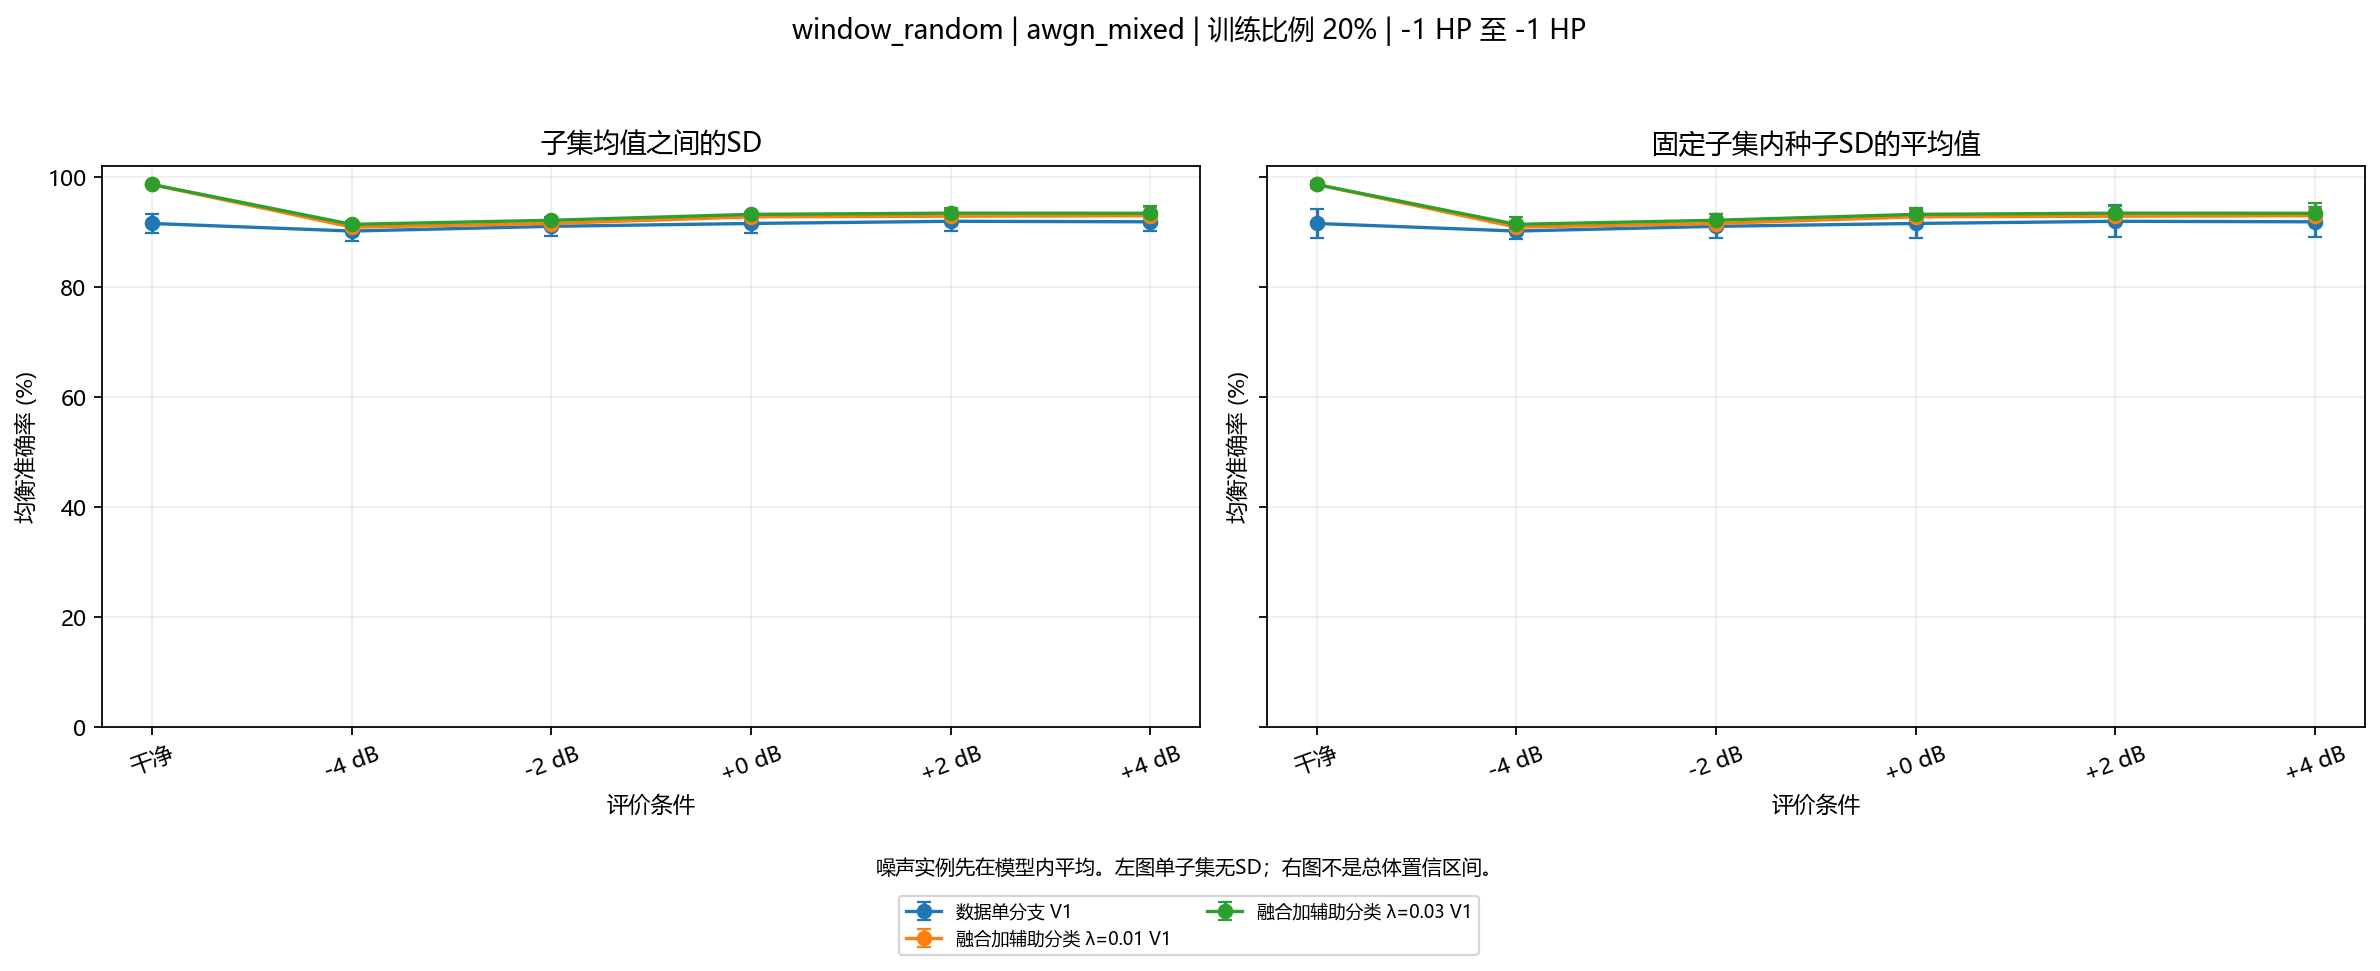 window_random | awgn_mixed | 训练比例 20% | -1 HP 至 -1 HP
子集均值之间的SD
均衡准确率 (%)
100
80
60
40
20
0
干净
-4 dB
-2 dB
+0 dB
+2 dB
+4 dB
评价条件
固定子集内种子SD的平均值
均衡准确率 (%)
干净
-4 dB
-2 dB
+0 dB
+2 dB
+4 dB
评价条件
噪声实例先在模型内平均。左图单子集无SD；右图不是总体置信区间。
数据单分支 V1
融合加辅助分类 λ=0.01 V1
融合加辅助分类 λ=0.03 V1